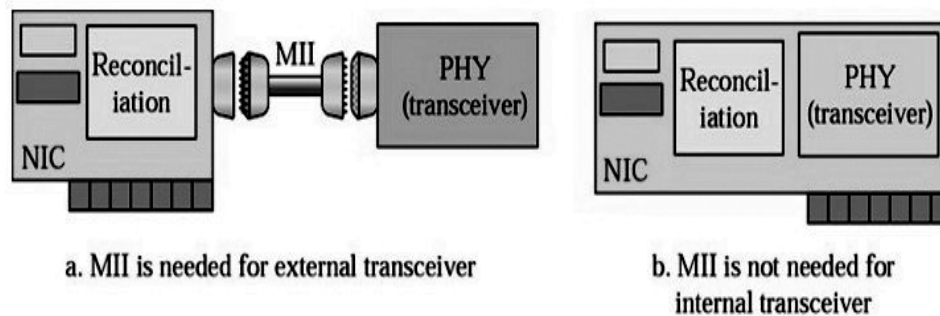 Reconcil-
iation
NIC
MII
PHY
(transceiver)
a. MII is needed for external transceiver
Reconcil-
iation
NIC
PHY
(transceiver)
b. MII is not needed for
internal transceiver